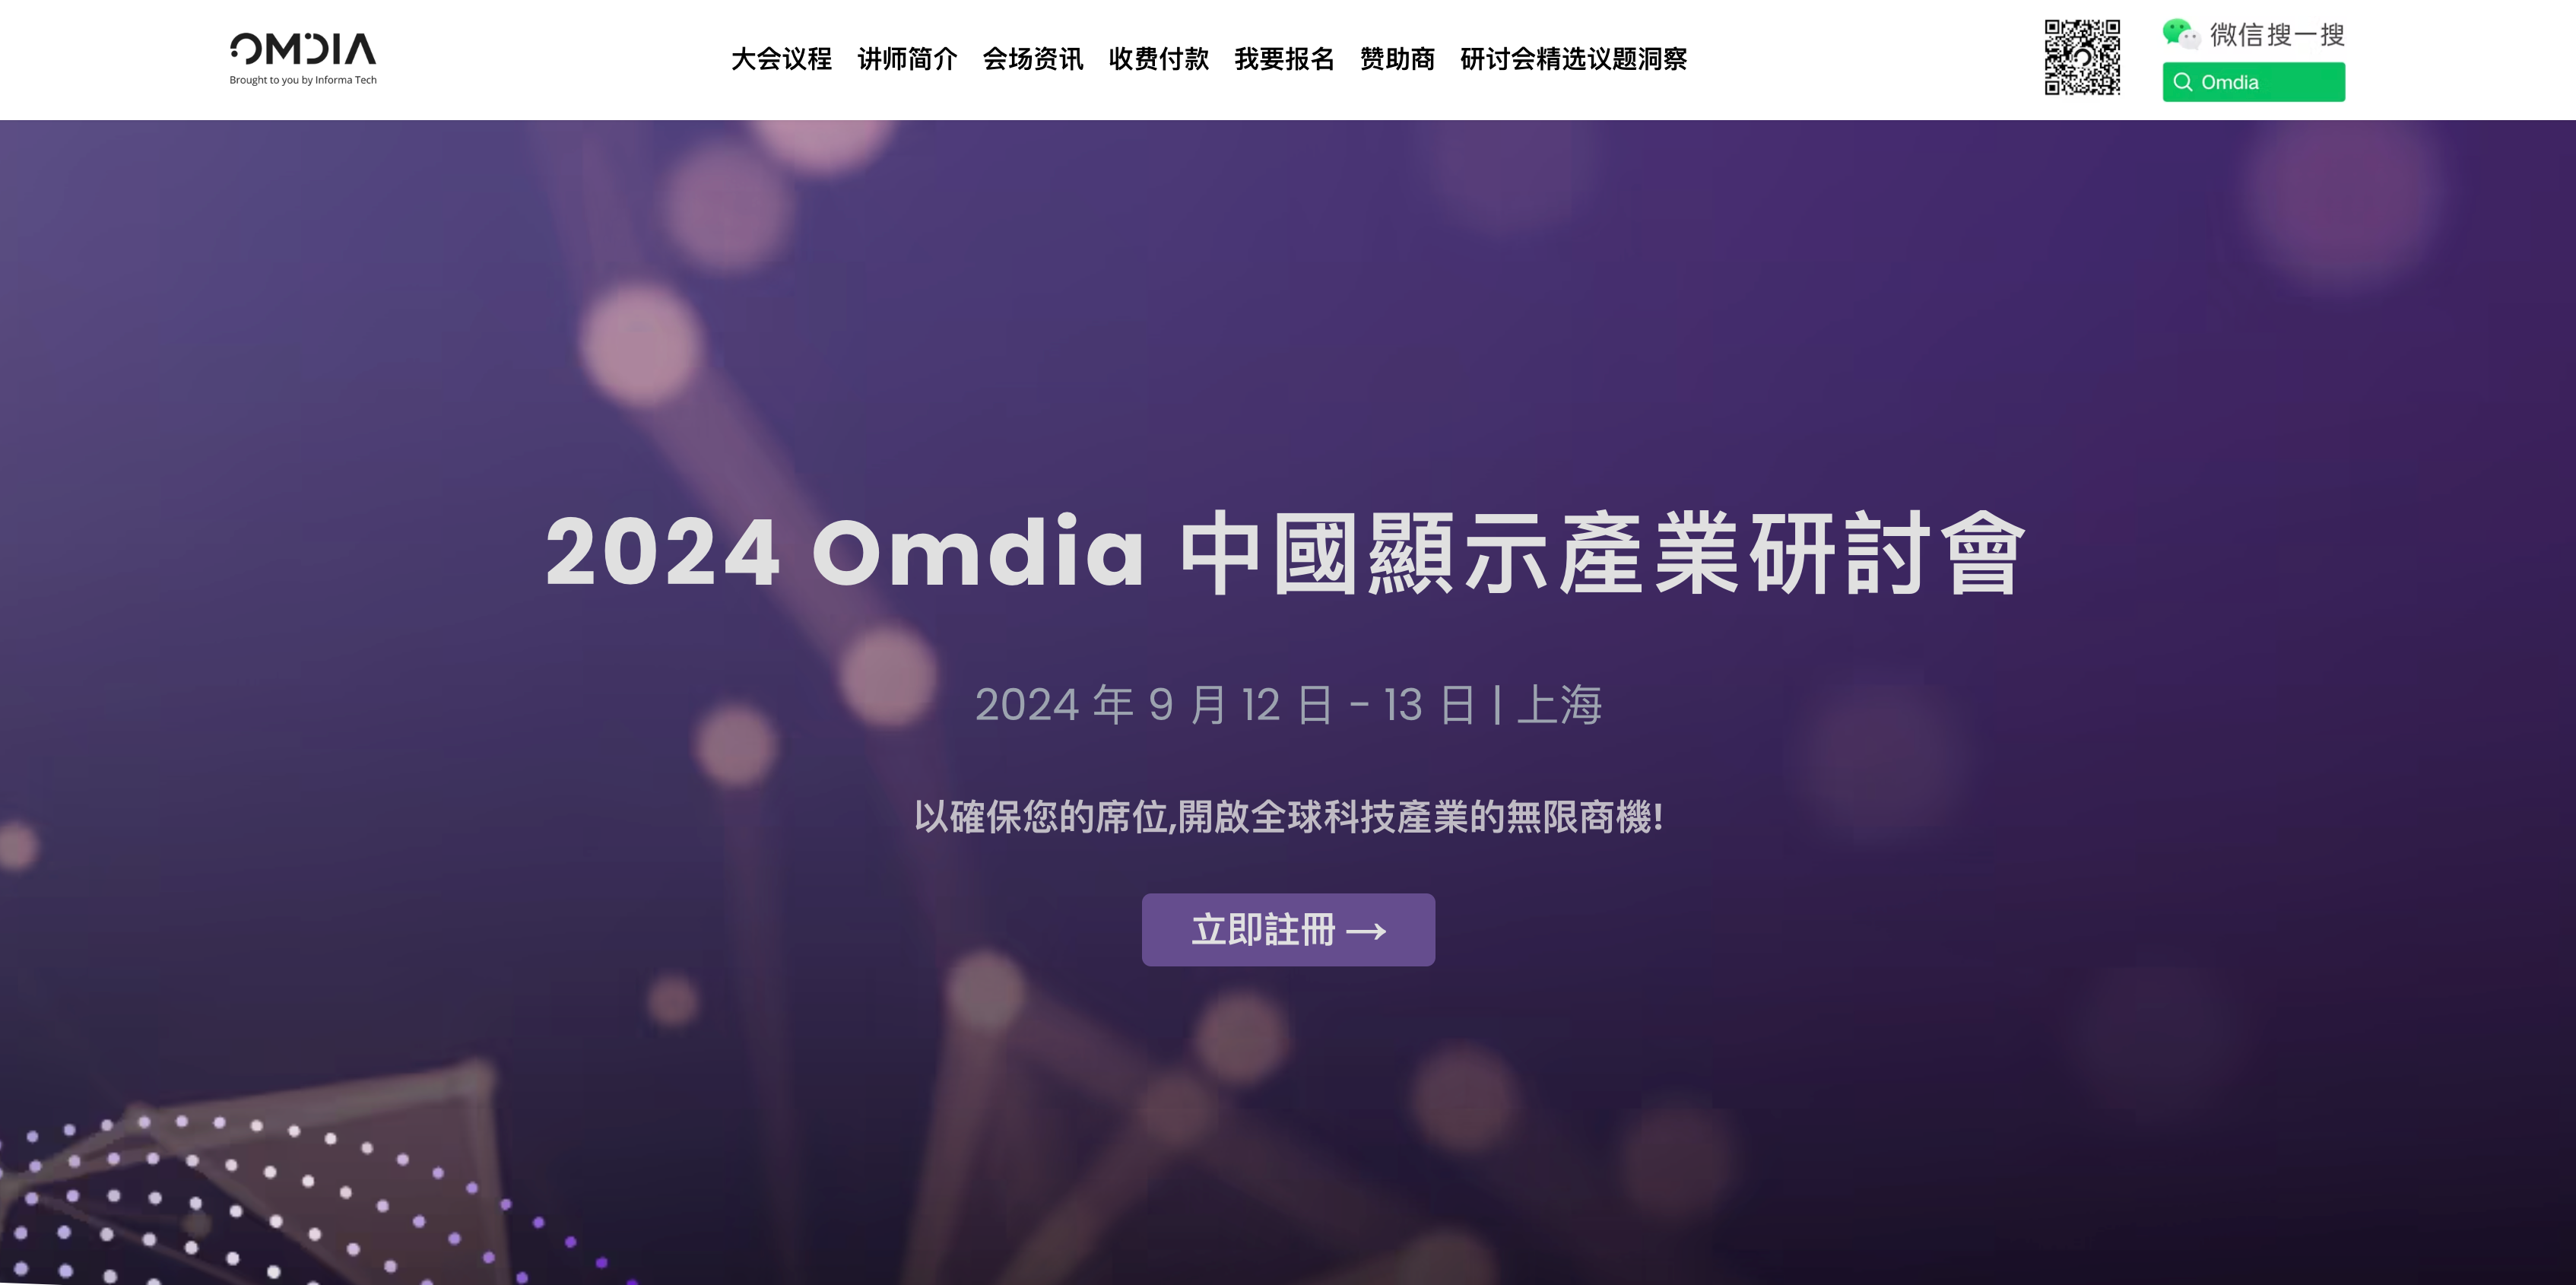 OMDIA
Brought to you by Informa Tech
大会议程 讲师简介 会场资讯 收费付款 我要报名 赞助商 研讨会精选议题洞察
微信搜一搜
Omdia
2024 Omdia 中國顯示產業研討會
2024 年 9 月 12 日 - 13 日 | 上海
以確保您的席位,開啟全球科技產業的無限商機!
立即註冊 →